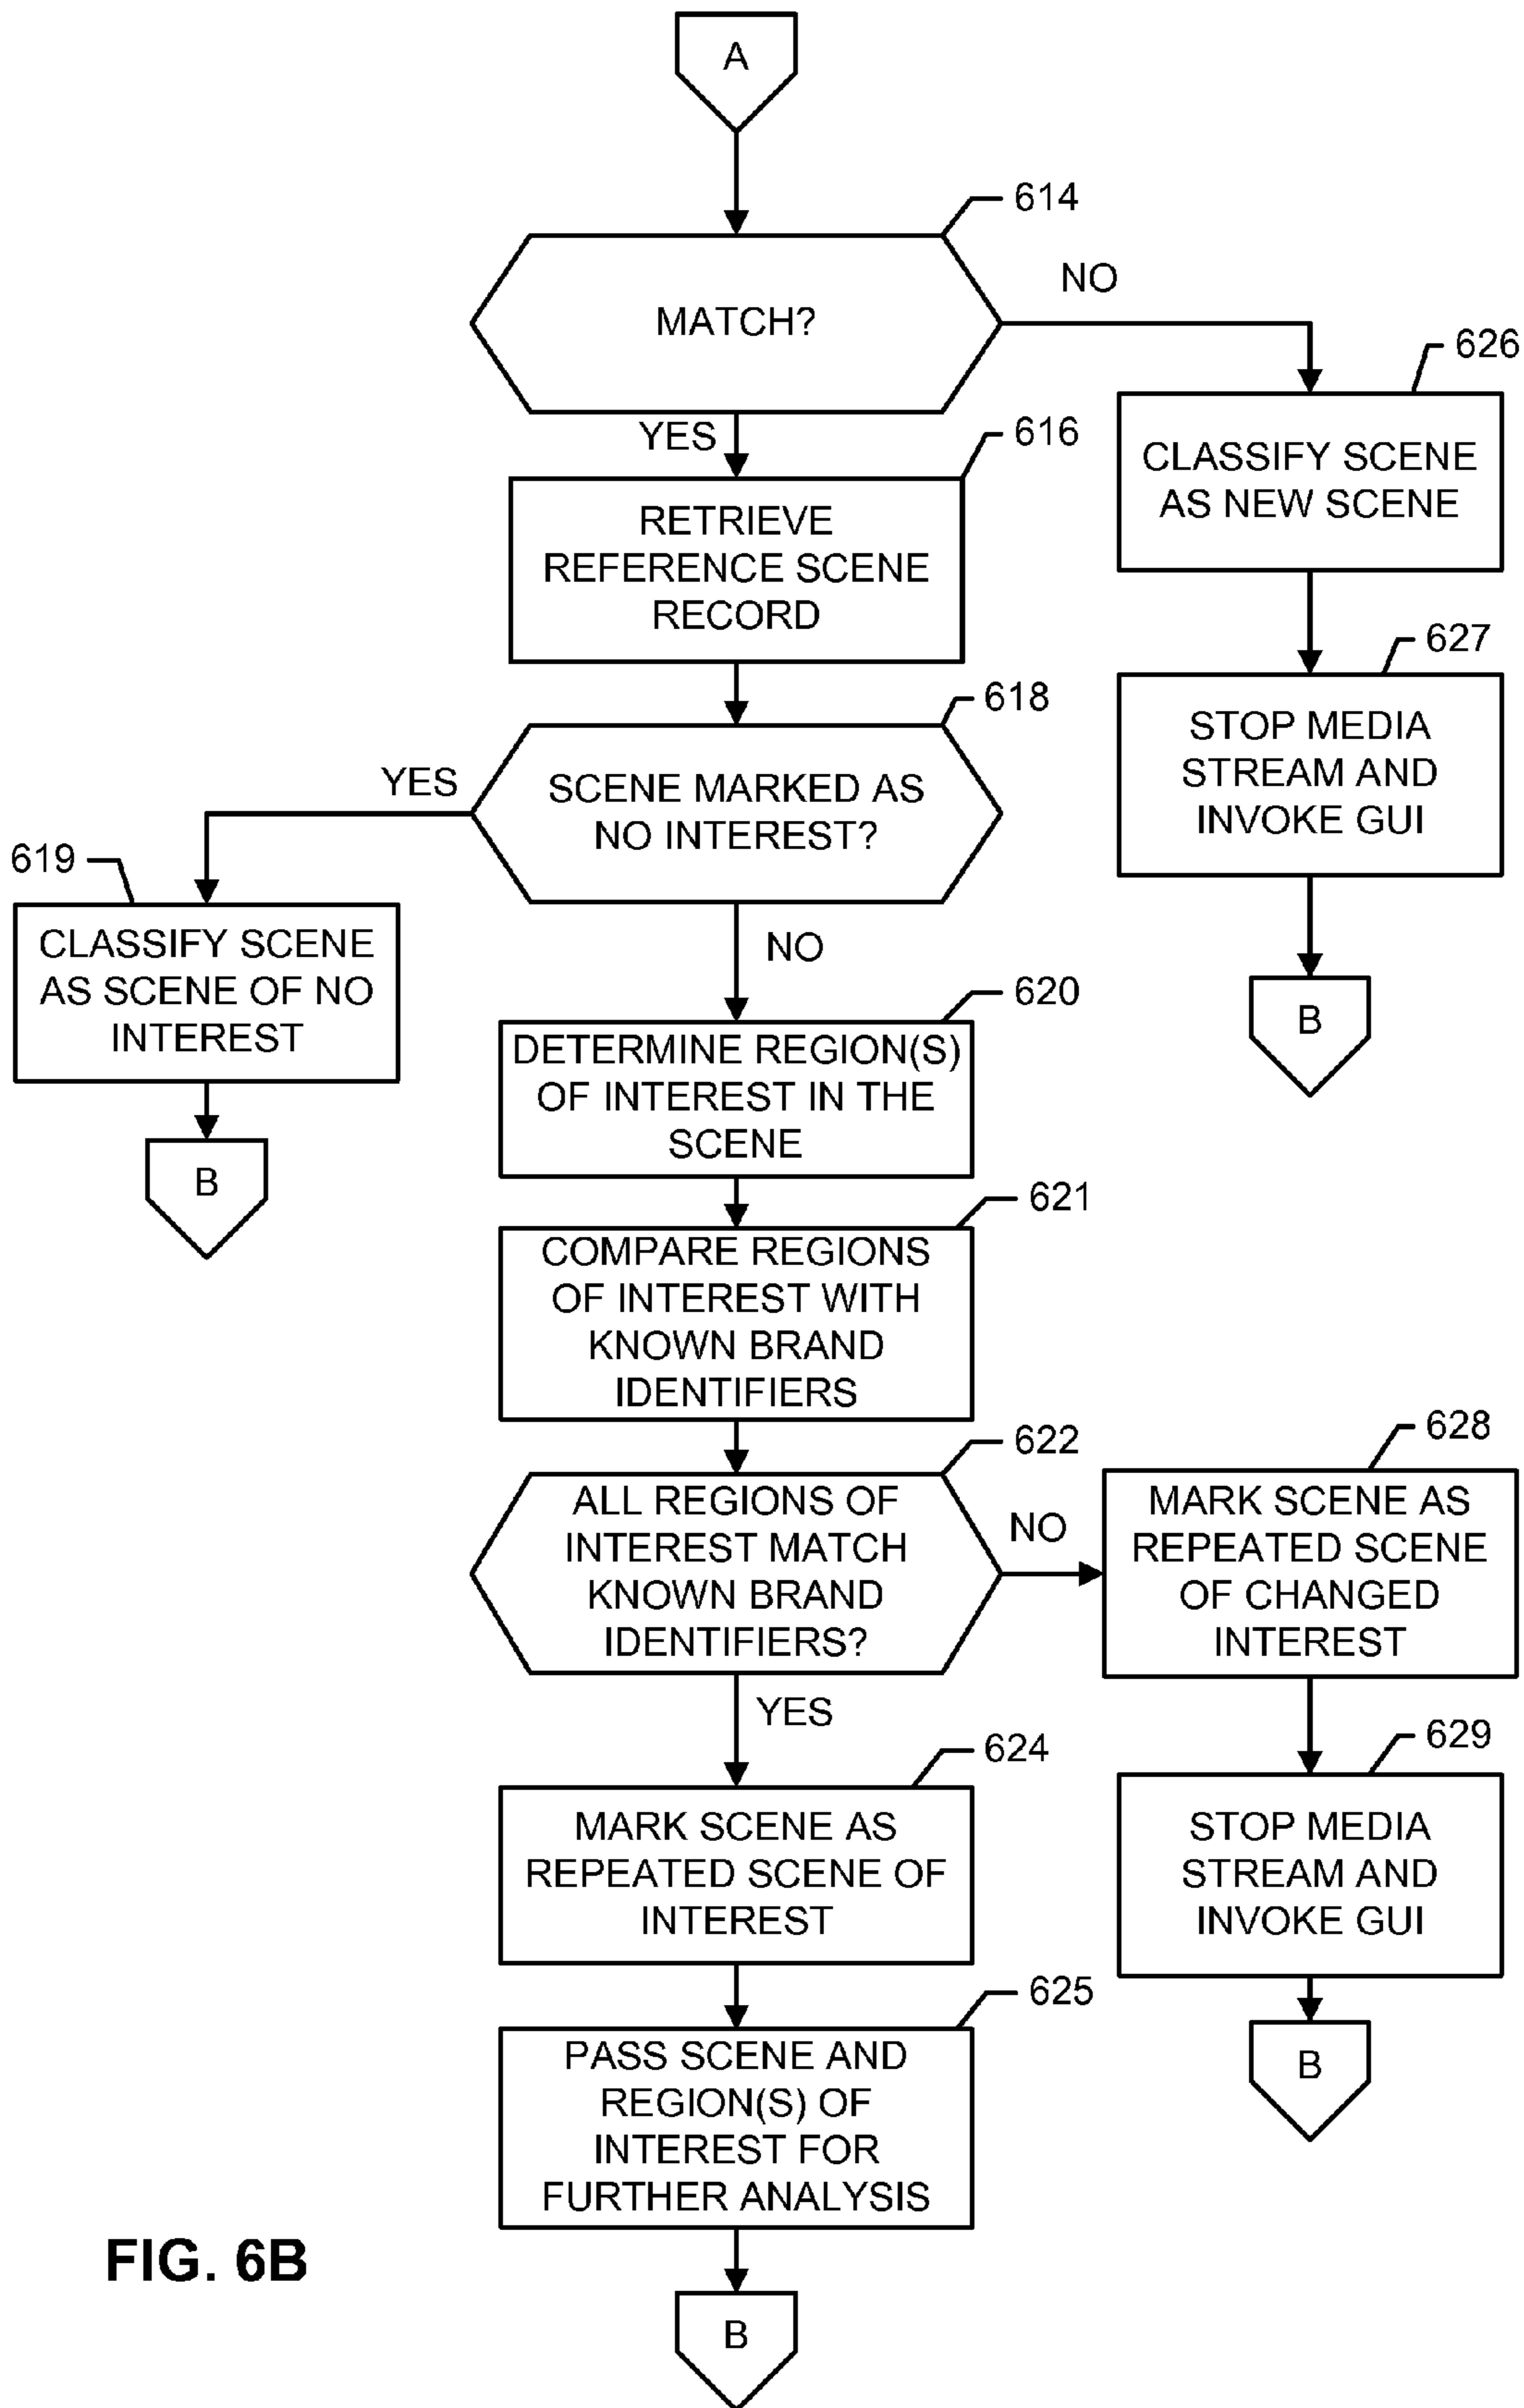 A
614
MATCH?
NO
626
CLASSIFY SCENE
AS NEW SCENE
YES
616
RETRIEVE
REFERENCE SCENE
RECORD
627
STOP MEDIA
STREAM AND
INVOKE GUI
B
618
SCENE MARKED AS
NO INTEREST?
YES
619
CLASSIFY SCENE
AS SCENE OF NO
INTEREST
B
NO
620
DETERMINE REGION(S)
OF INTEREST IN THE
SCENE
621
COMPARE REGIONS
OF INTEREST WITH
KNOWN BRAND
IDENTIFIERS
622
ALL REGIONS OF
INTEREST MATCH
KNOWN BRAND
IDENTIFIERS?
NO
628
MARK SCENE AS
REPEATED SCENE
OF CHANGED
INTEREST
YES
624
MARK SCENE AS
REPEATED SCENE OF
INTEREST
629
STOP MEDIA
STREAM AND
INVOKE GUI
B
625
PASS SCENE AND
REGION(S) OF
INTEREST FOR
FURTHER ANALYSIS
B
FIG. 6B